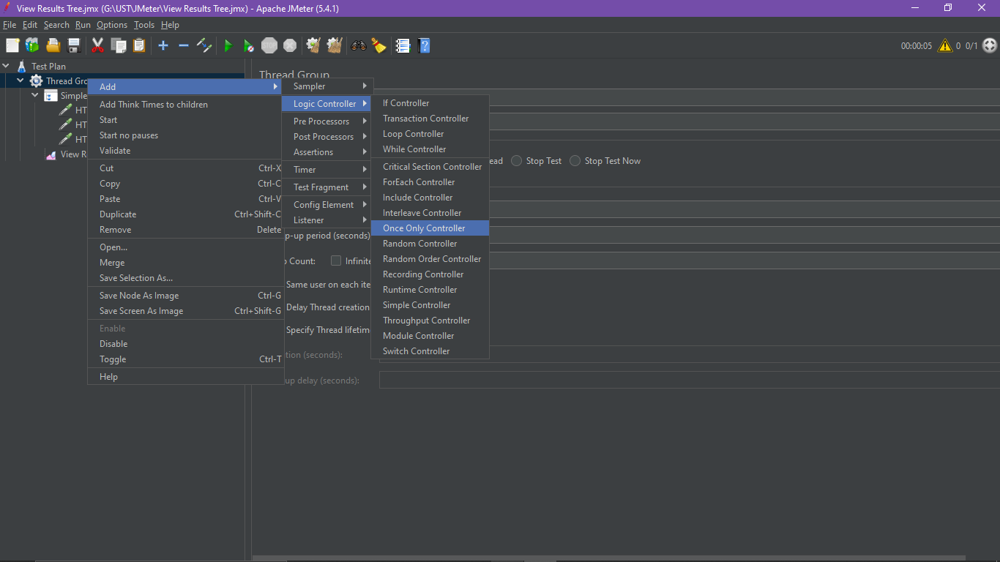 View Results Tree.jmx (G:\UST\JMeter\View Results Tree.jmx) - Apache JMeter (5.4.1)
File Edit Search Run Options Tools Help
STOP
00:00:05 0 0/1
Test Plan
Thread Gro
Simple
HT
HT
HT
View R
Add
Add Think Times to children
Start
Start no pauses
Validate
Cut Ctrl-X
Copy Ctrl-C
Paste Ctrl-V
Duplicate Ctrl+Shift-C
Remove Delete
Open...
Merge
Save Selection As...
Save Node As Image Ctrl-G
Save Screen As Image Ctrl+Shift-G
Enable
Disable
Toggle Ctrl-T
Help
Sampler
Logic Controller
Pre Processors
Post Processors
Assertions
Timer
Test Fragment
Config Element
Listener
If Controller
Transaction Controller
Loop Controller
While Controller
Critical Section Controller
ForEach Controller
Include Controller
Interleave Controller
Once Only Controller
Random Controller
Random Order Controller
Recording Controller
Runtime Controller
Simple Controller
Throughput Controller
Module Controller
Switch Controller
Thread Group
ead Stop Test Stop Test Now
p-up period (seconds)
Count: Infinite
Same user on each ite
Delay Thread creation
Specify Thread lifetim
tion (seconds):
up delay (seconds):